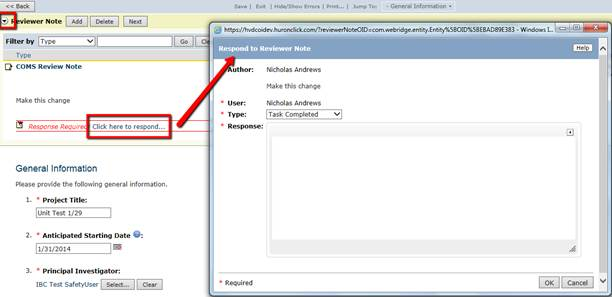 << Back
Save | Exit | Hide/Show Errors | Print... | Jump To: - General Information -
Reviewer Note Add Delete Next
Filter by Type Go Cle
Type
COMS Review Note
Make this change
Response Required Click here to respond...
General Information
Please provide the following general information.
1. * Project Title:
Unit Test 1/29
2. * Anticipated Starting Date ?:
1/31/2014
3. * Principal Investigator:
IBC Test SafetyUser Select... Clear
https://hvdcoidev.huronclick.com/?reviewerNoteOID=com.webridge.entity.Entity%5BOID%5BEBAD89E383 - Windows I...
Respond to Reviewer Note Help
Author: Nicholas Andrews
Make this change
* User: Nicholas Andrews
* Type: Task Completed
* Response:
* Required OK Cancel